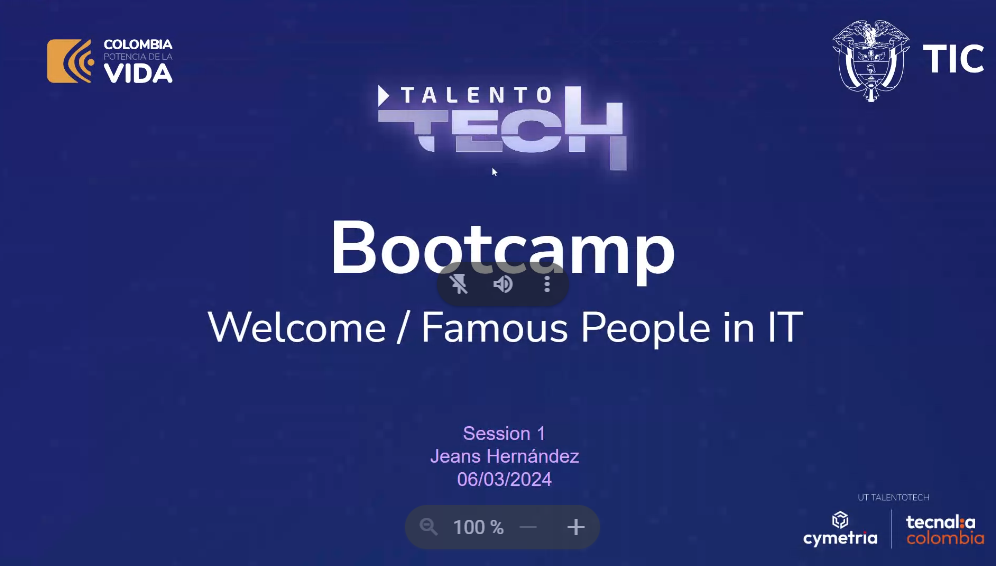 COLOMBIA
POTENCIA DE LA
VIDA
TIC
TALENTO
TECH
Bootcamp
Welcome / Famous People in IT
Session 1
Jeans Hernández
06/03/2024
100 %
UT TALENTOTECH
cymetria
tecnalia
colombia